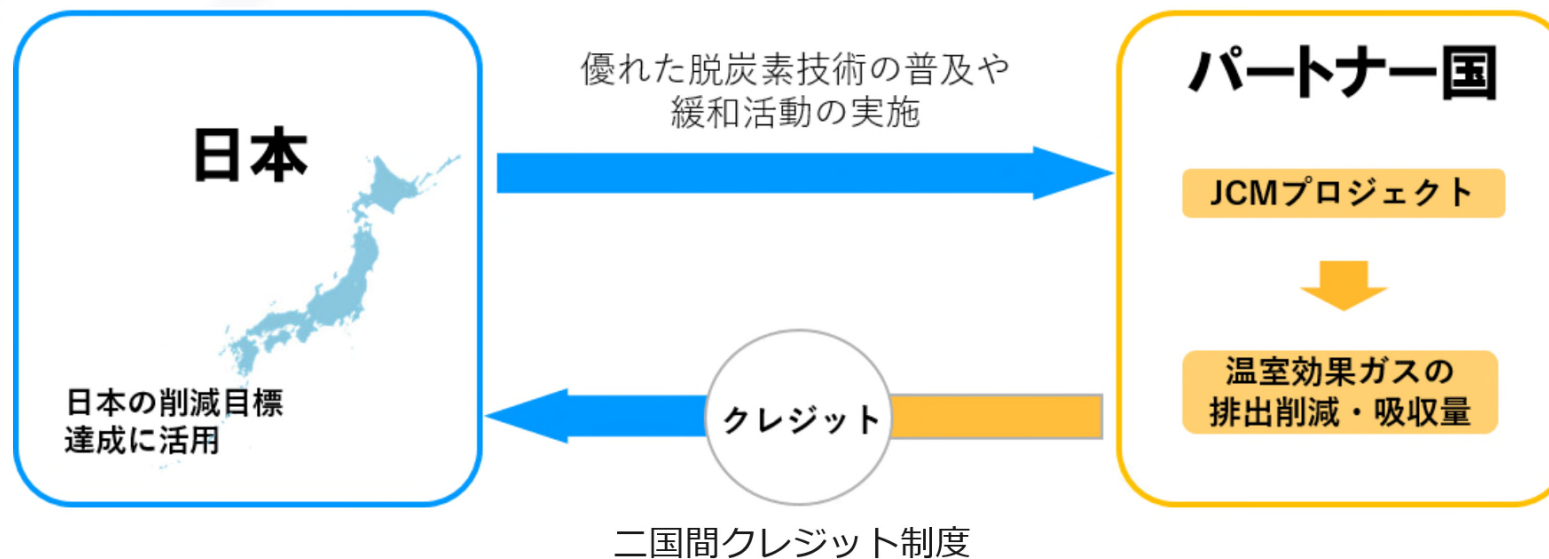 日本
日本の削減目標
達成に活用
優れた脱炭素技術の普及や
緩和活動の実施
クレジット
パートナー国
JCMプロジェクト
温室効果ガスの
排出削減・吸収量
二国間クレジット制度